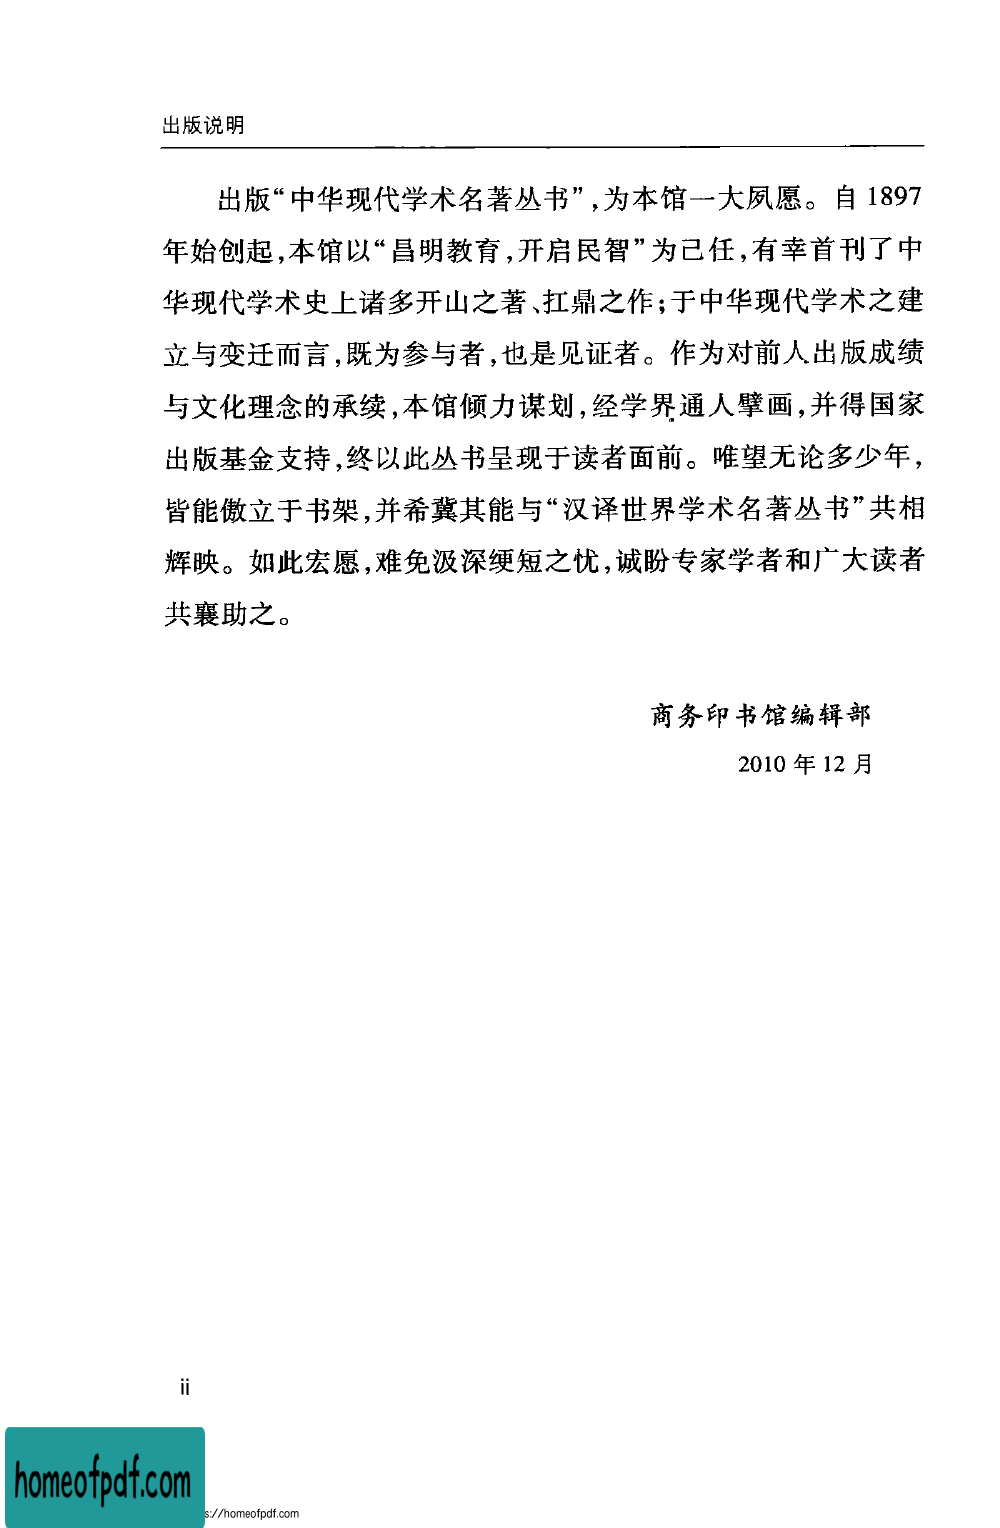 出版说明
出版“中华现代学术名著丛书”,为本馆一大夙愿。自 1897
年始创起,本馆以“昌明教育,开启民智”为己任,有幸首刊了中
华现代学术史上诸多开山之著、扛鼎之作;于中华现代学术之建
立与变迁而言,既为参与者,也是见证者。作为对前人出版成绩
与文化理念的承续,本馆倾力谋划,经学界通人擘画,并得国家
出版基金支持,终以此丛书呈现于读者面前。唯望无论多少年,
皆能傲立于书架,并希冀其能与“汉译世界学术名著丛书”共相
辉映。如此宏愿,难免汲深绠短之忧,诚盼专家学者和广大读者
共襄助之。
商务印书馆编辑部
2010 年 12 月
ii
homeofpdf.com
s://homeofpdf.com